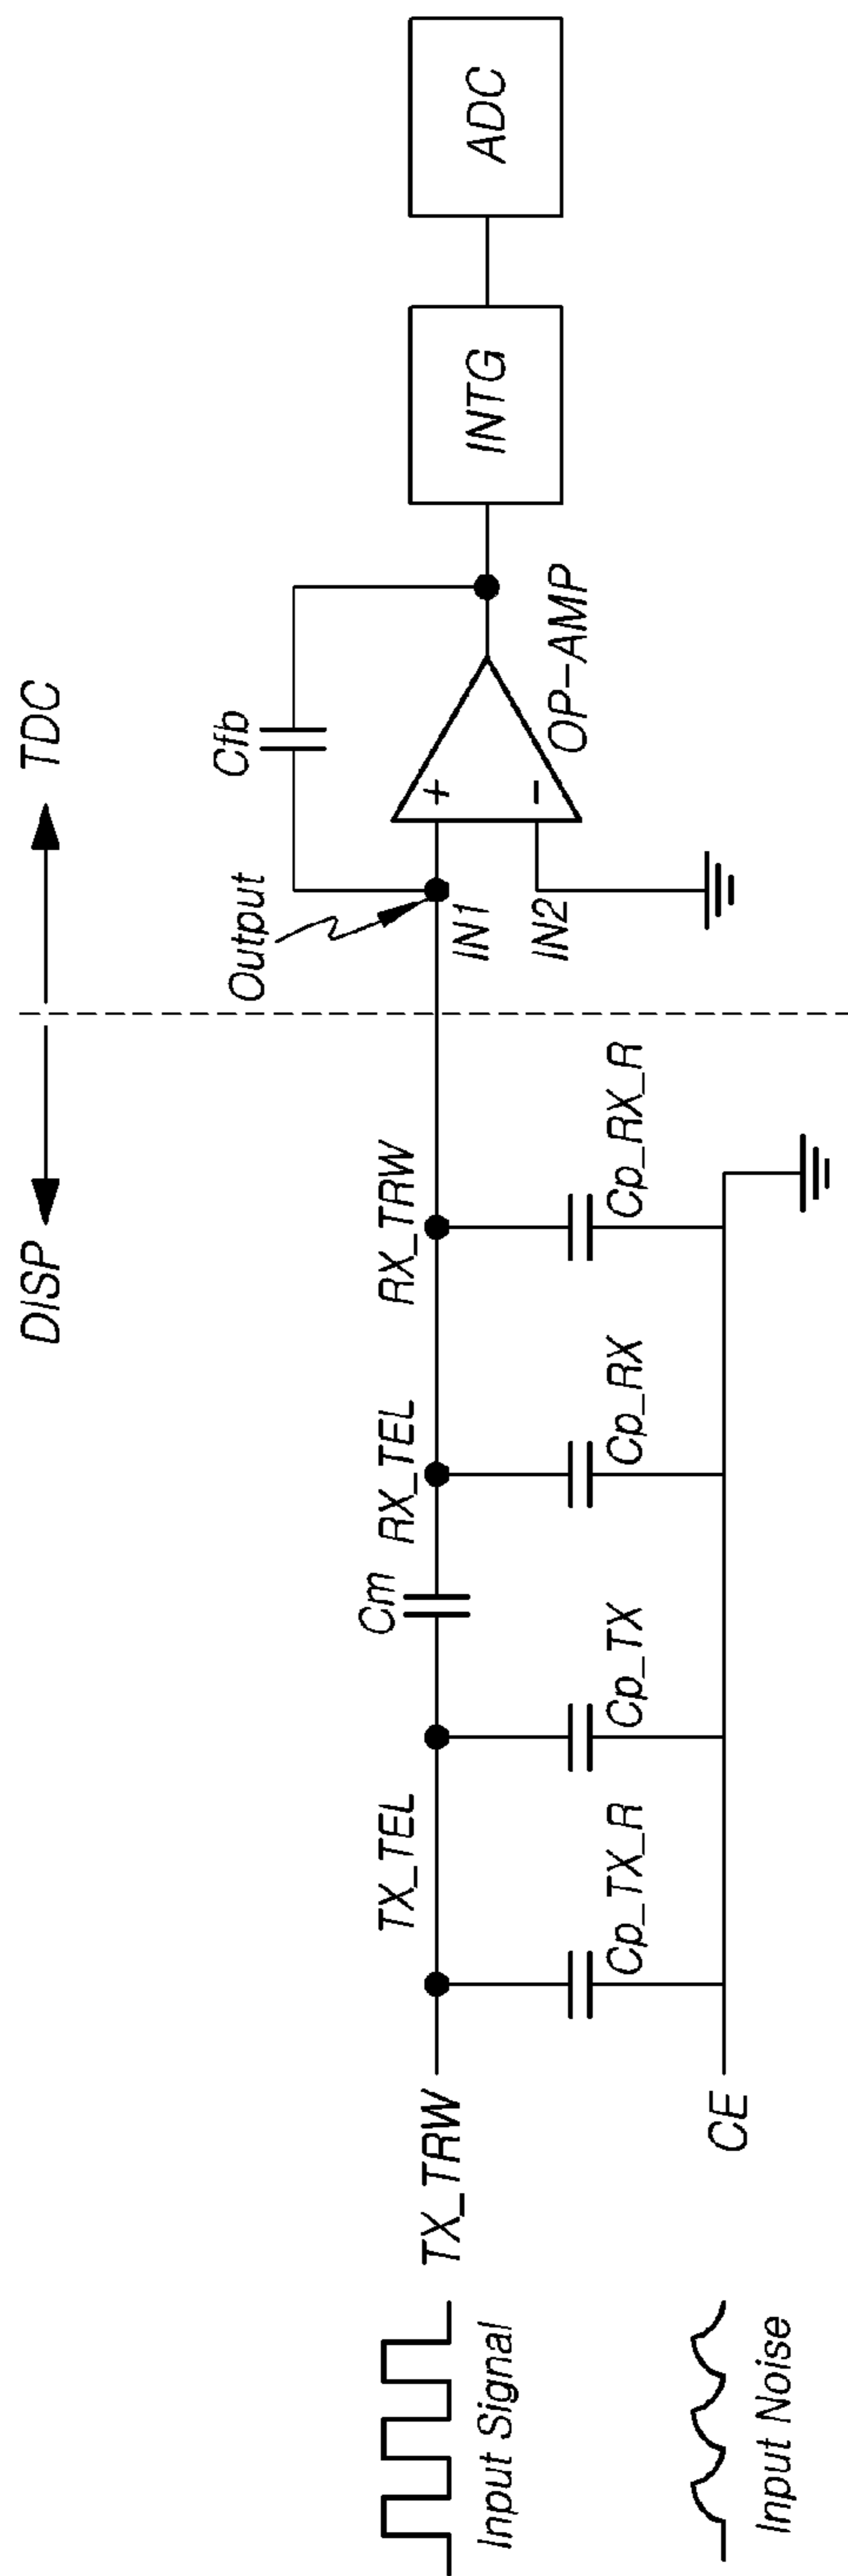 DISP
TDC
Cfb
Output
TX_TRW
TX_TEL
Cm
RX_TEL
RX_TRW
IN1
+
IN2
-
OP-AMP
INTG
ADC
Input Signal
Cp_TX_R
Cp_TX
Cp_RX
Cp_RX_R
CE
Input Noise